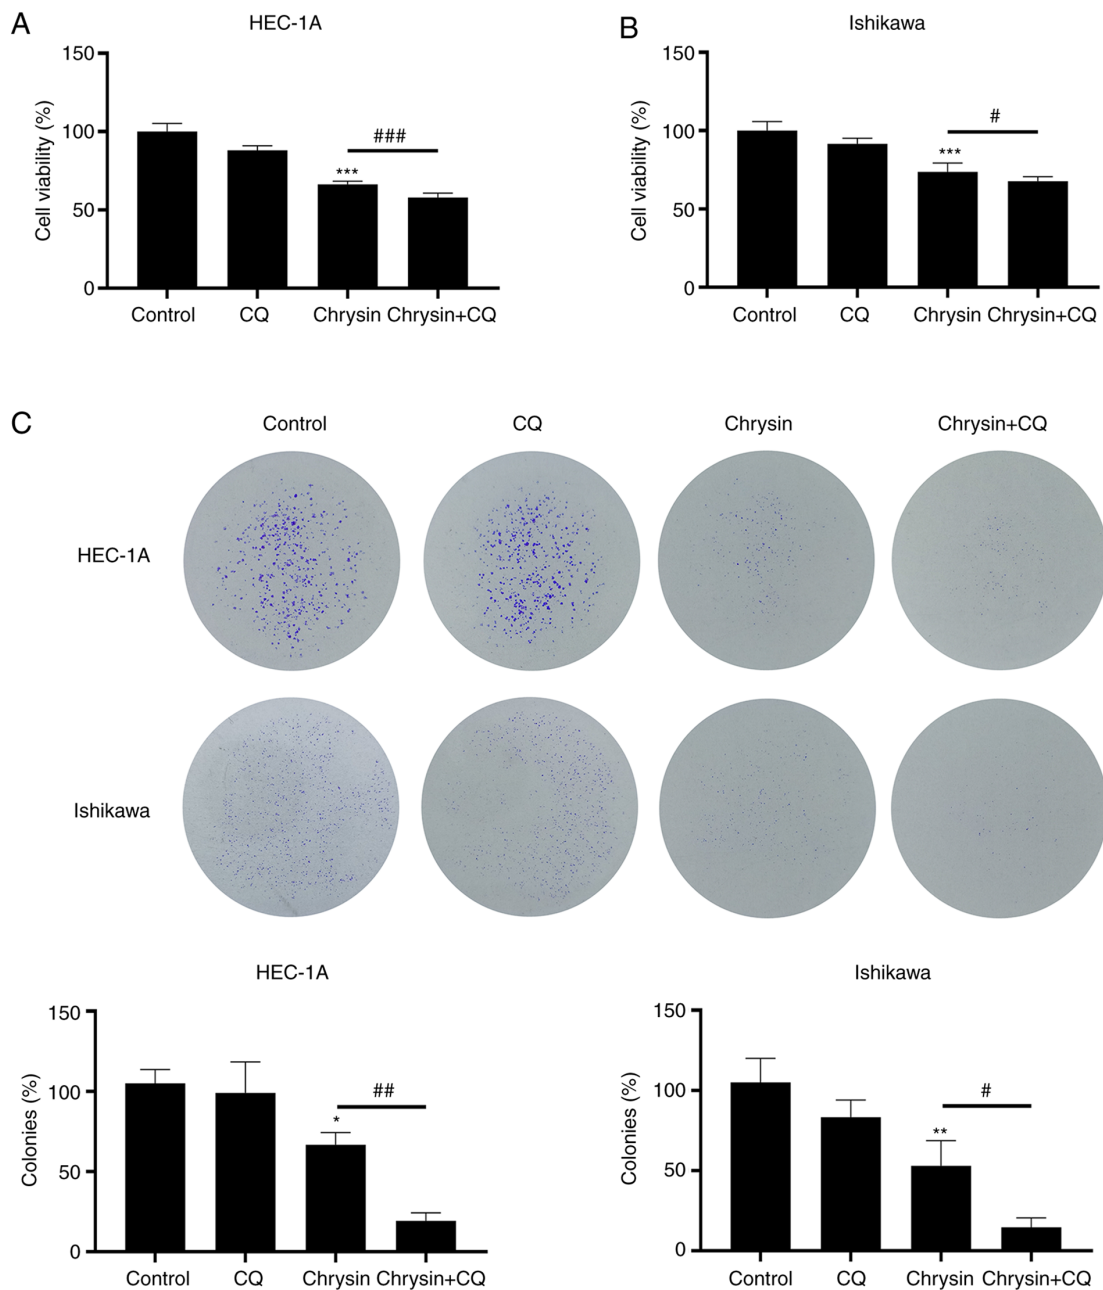 A
HEC-1A
150
100
50
0
Cell viability (%)
###
***
Control CQ Chrysin Chrysin+CQ
B
Ishikawa
150
100
50
0
Cell viability (%)
#
***
Control CQ Chrysin Chrysin+CQ
C
Control CQ Chrysin Chrysin+CQ
HEC-1A
Ishikawa
HEC-1A
150
100
50
0
Colonies (%)
##
*
Control CQ Chrysin Chrysin+CQ
Ishikawa
150
100
50
0
Colonies (%)
#
**
Control CQ Chrysin Chrysin+CQ